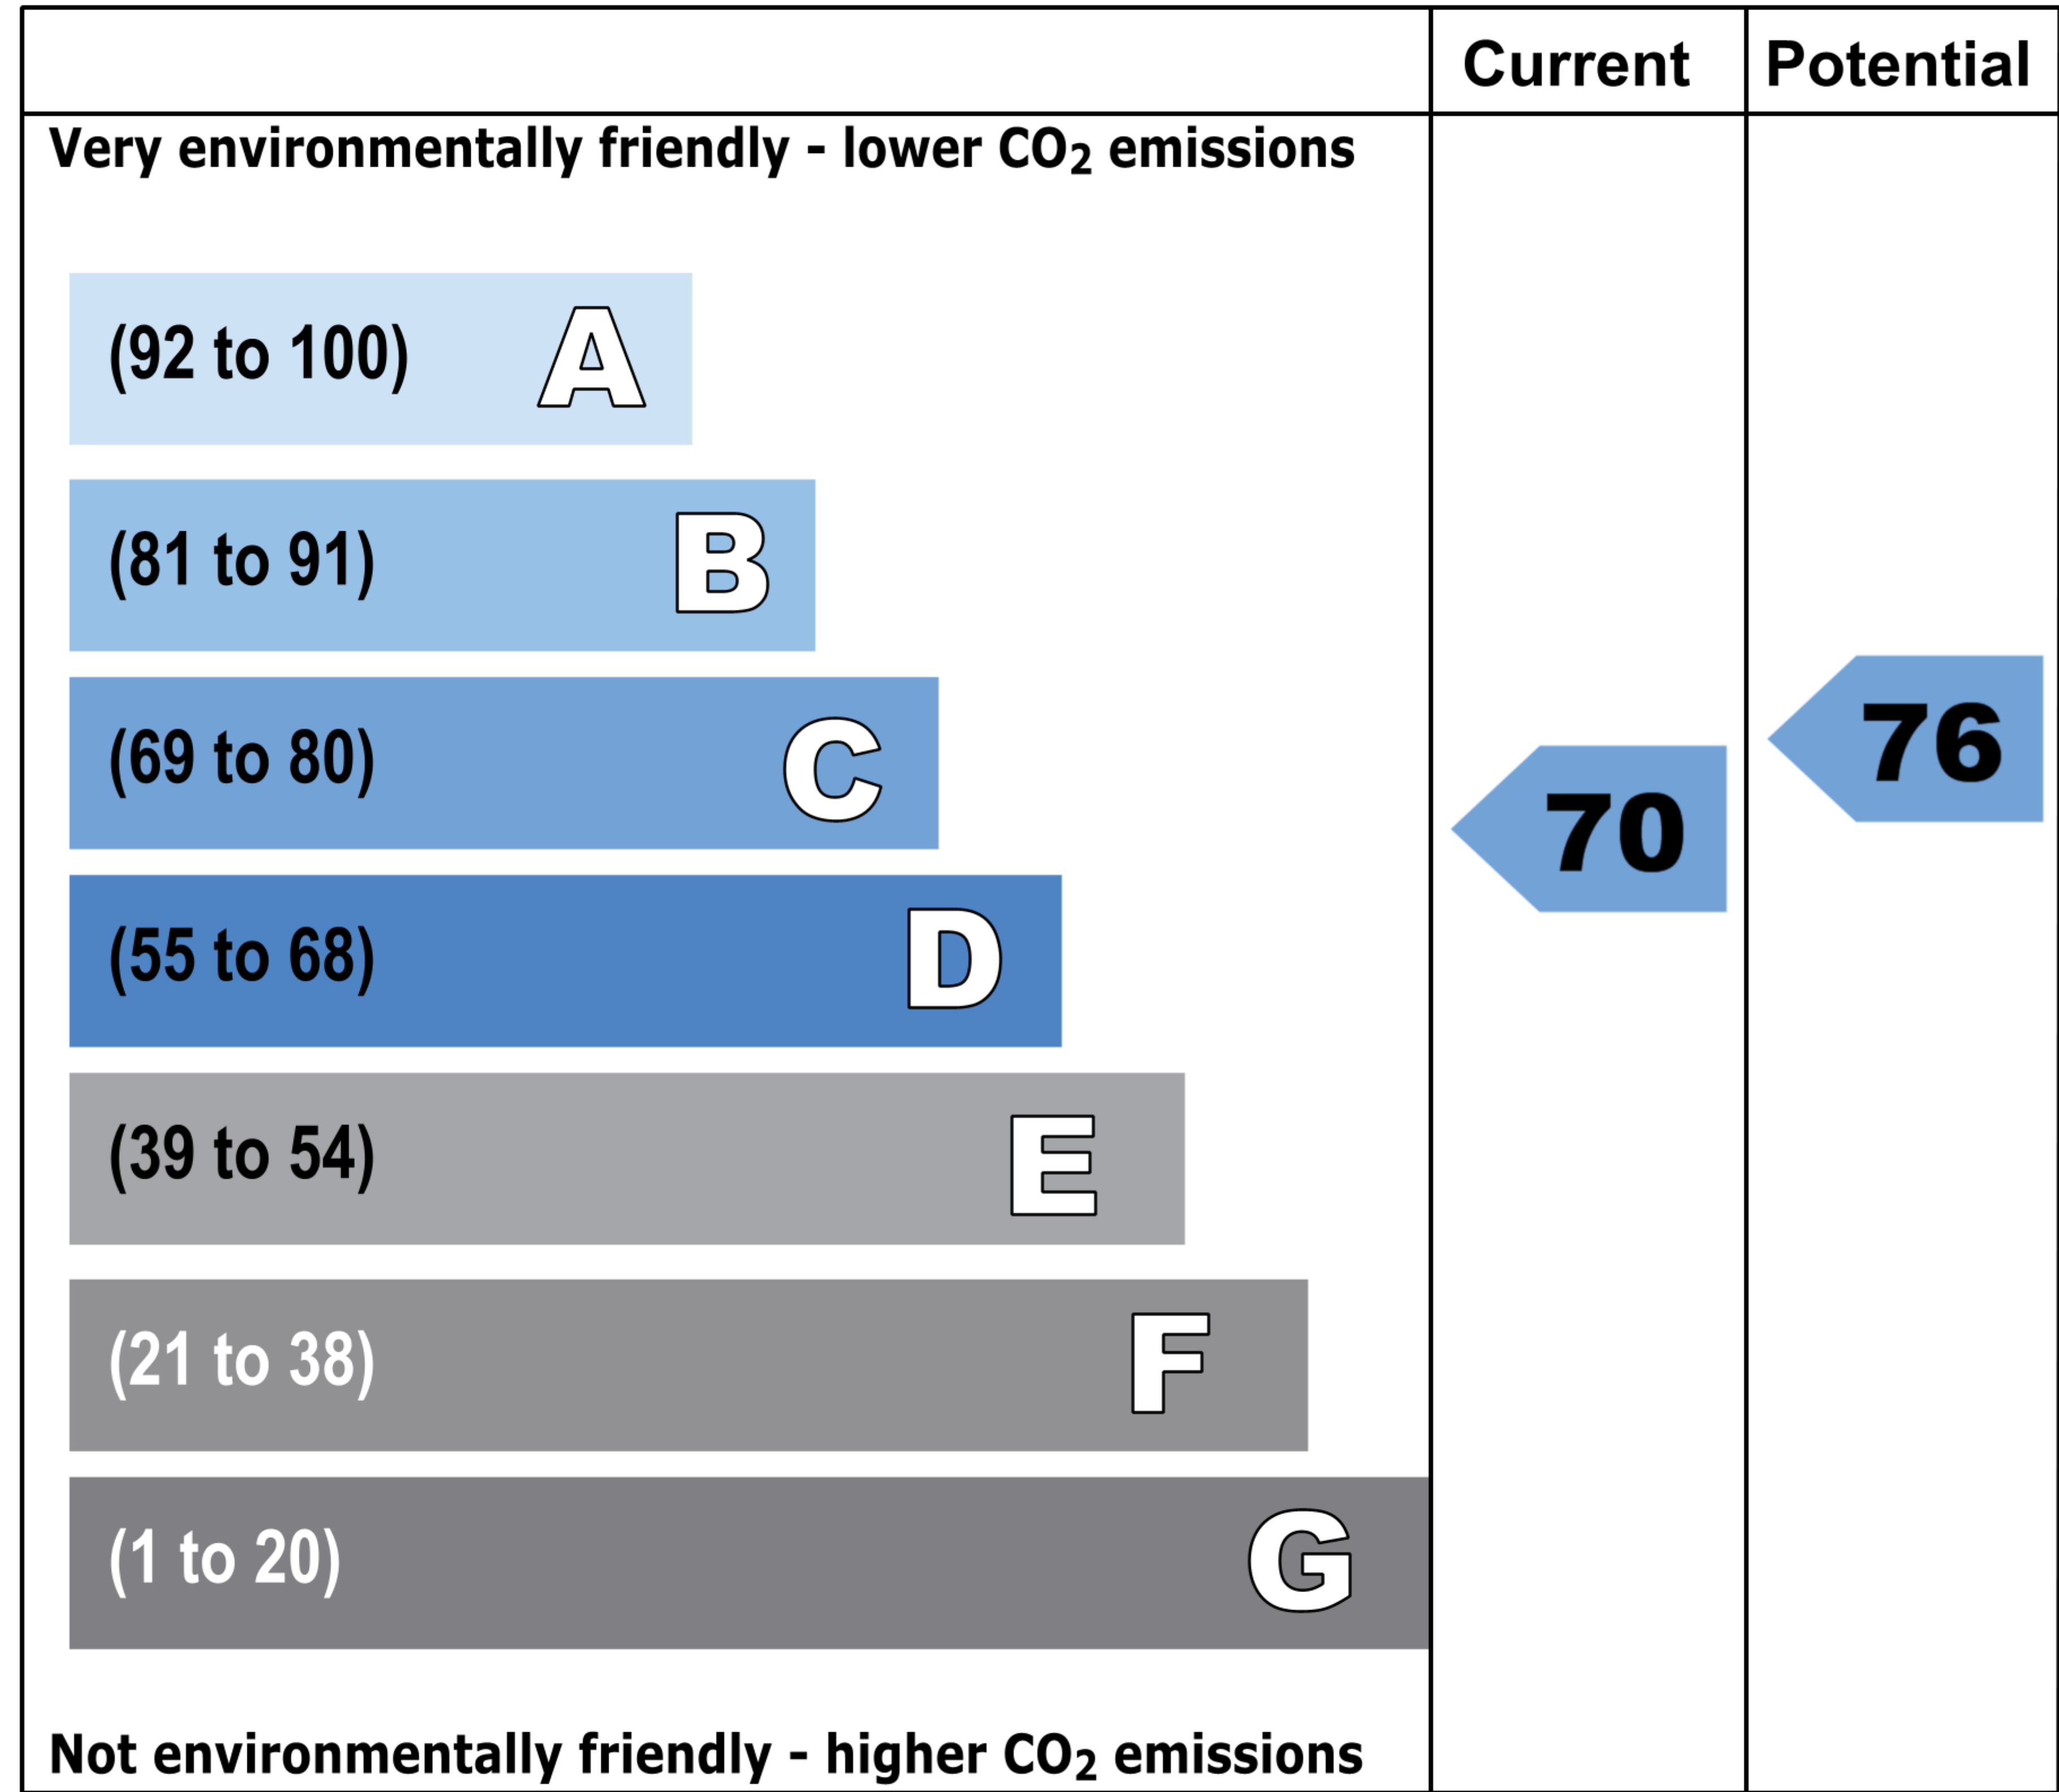 Current Potential
Very environmentally friendly - lower CO₂ emissions
(92 to 100) A
(81 to 91) B
(69 to 80) C
76
70
(55 to 68) D
(39 to 54) E
(21 to 38) F
(1 to 20) G
Not environmentally friendly - higher CO₂ emissions